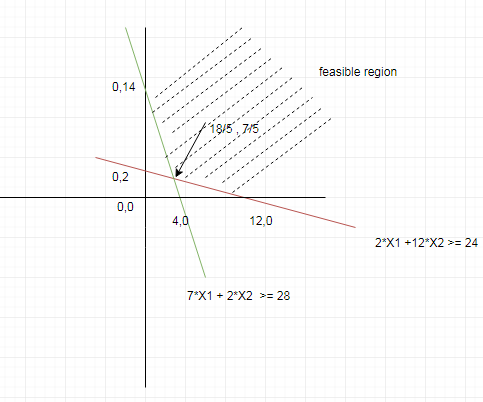 feasible region
0,14
18/5 , 7/5
0,2
0,0
4,0
12,0
2*X1 +12*X2 >= 24
7*X1 + 2*X2 >= 28